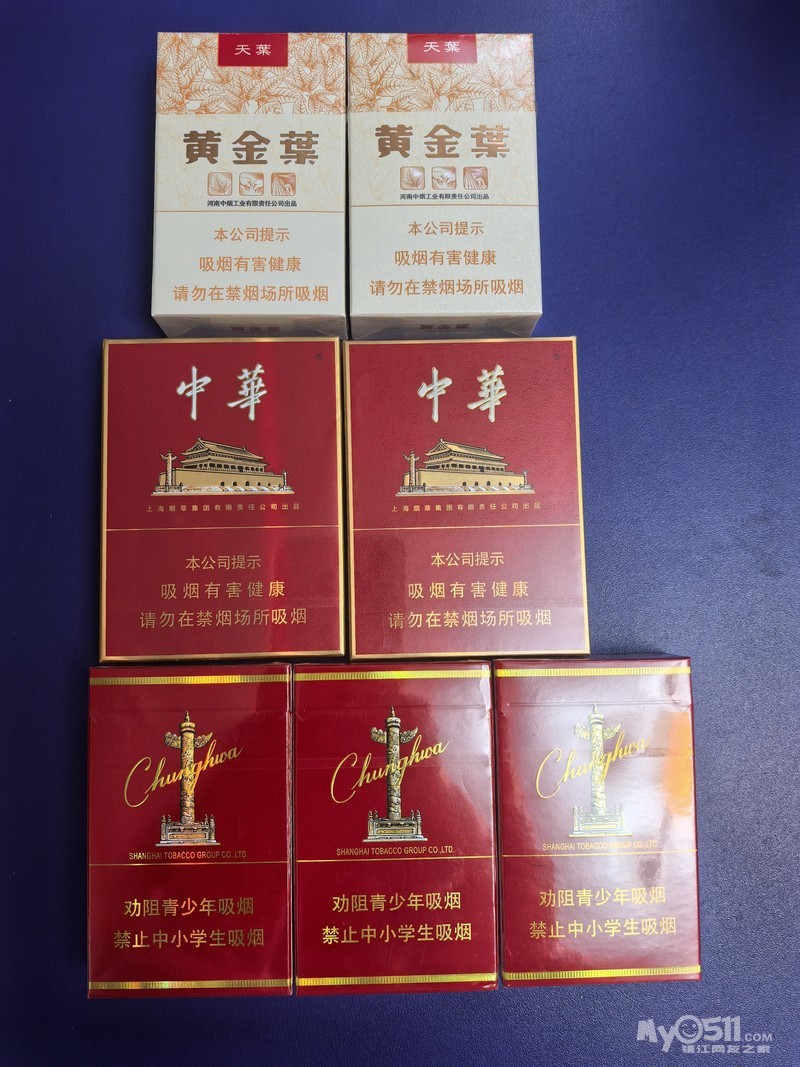 天葉
天葉
黄金葉
黄金葉
河南中烟工业有限责任公司出品
河南中烟工业有限责任公司出品
本公司提示
吸烟有害健康
请勿在禁烟场所吸烟
本公司提示
吸烟有害健康
请勿在禁烟场所吸烟
黄金葉
黄金葉
中華
中華
上海烟草集团有限责任公司出品
上海烟草集团有限责任公司出品
本公司提示
吸烟有害健康
请勿在禁烟场所吸烟
本公司提示
吸烟有害健康
请勿在禁烟场所吸烟
Chunghwa
Chunghwa
Chunghwa
SHANGHAI TOBACCO GROUP CO.,LTD.
SHANGHAI TOBACCO GROUP CO.,LTD.
SHANGHAI TOBACCO GROUP CO.,LTD.
劝阻青少年吸烟
禁止中小学生吸烟
劝阻青少年吸烟
禁止中小学生吸烟
劝阻青少年吸烟
禁止中小学生吸烟
My0511.COM
镇江网友之家